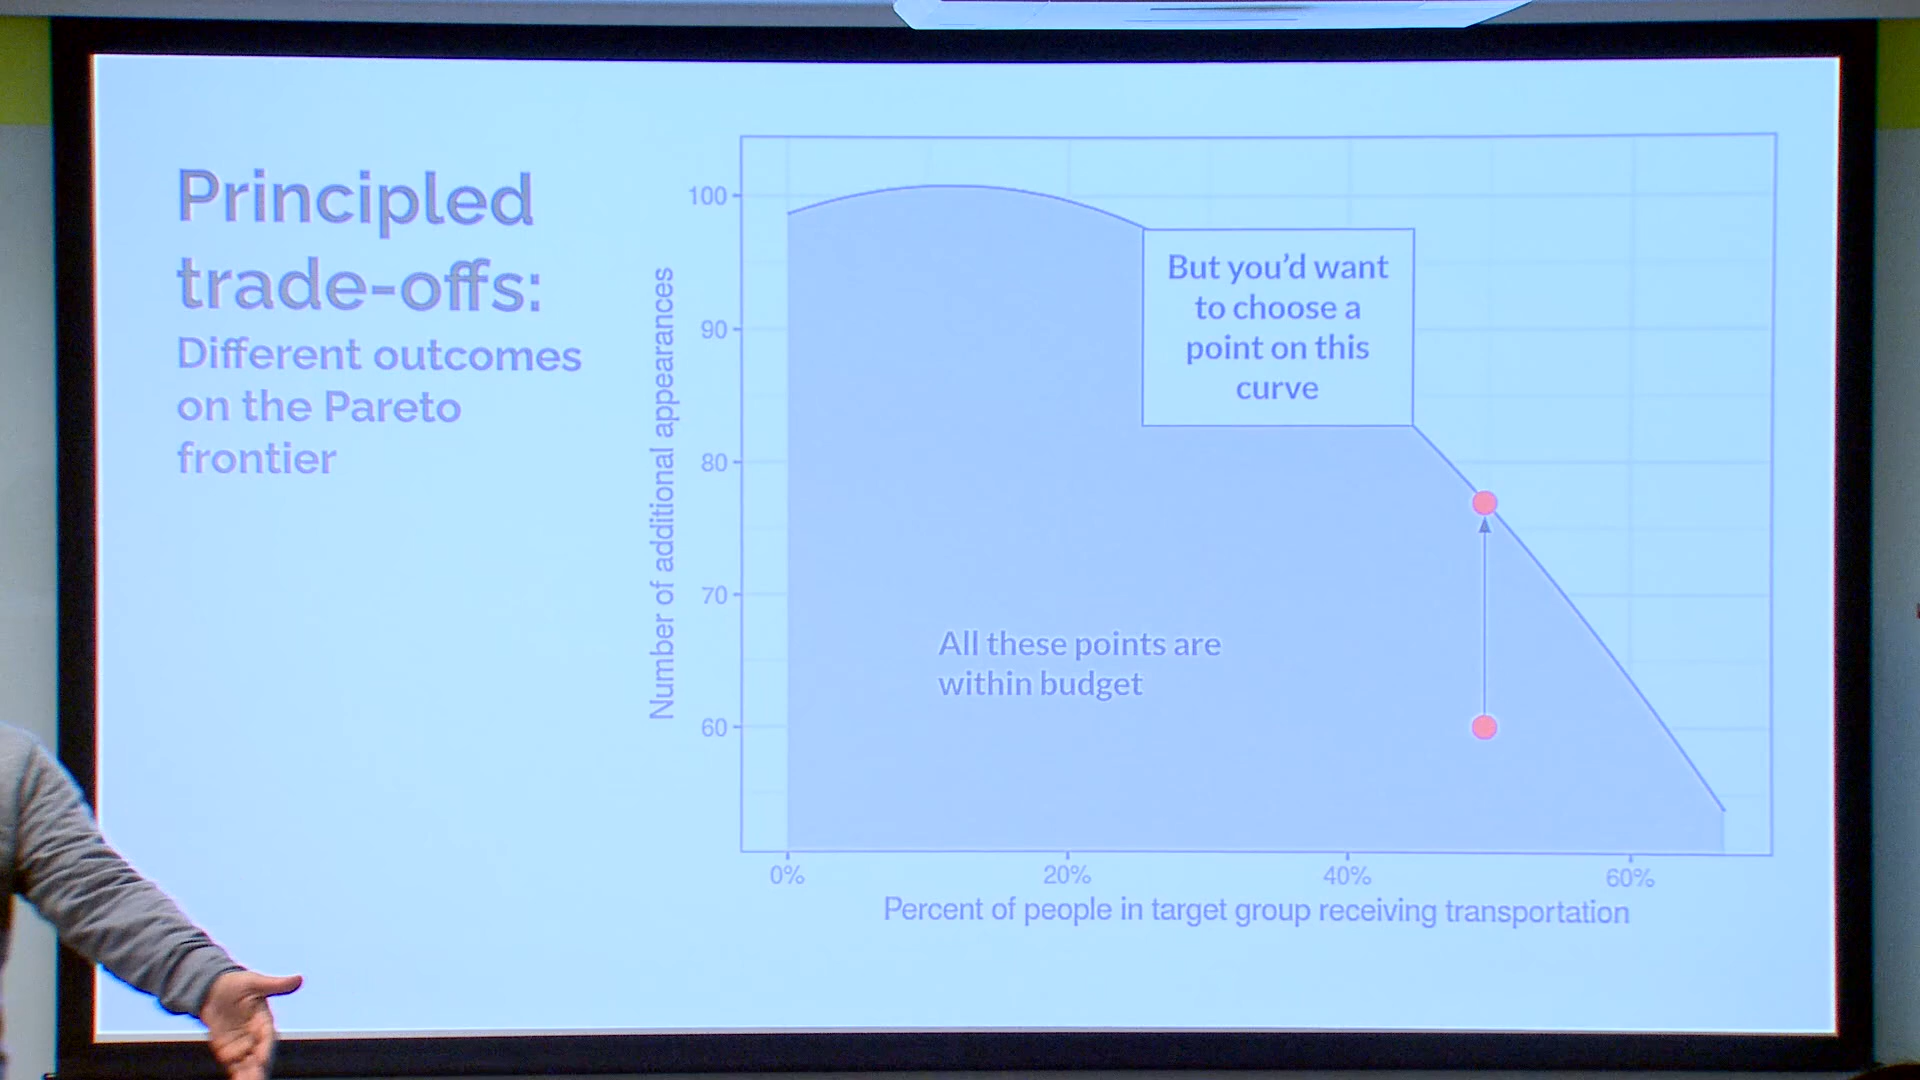 Principled
trade-offs:
Different outcomes
on the Pareto
frontier
Number of additional appearances
100
90
80
70
60
But you’d want
to choose a
point on this
curve
All these points are
within budget
0%
20%
40%
60%
Percent of people in target group receiving transportation